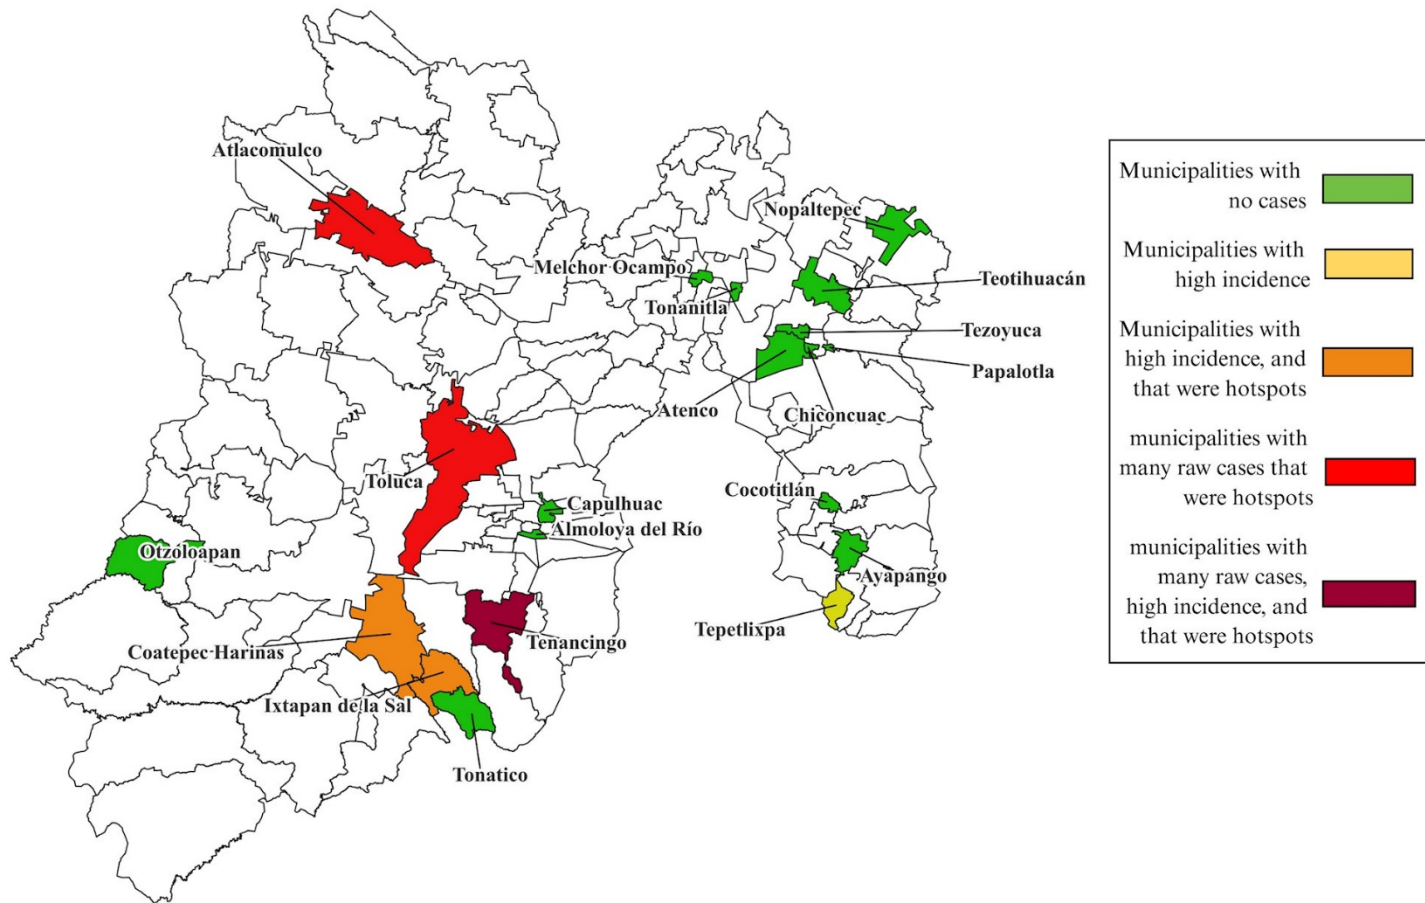 Atlacomulco
Nopaltepec
Melchor Ocampo
Teotihuacán
Tonanitla
Tezoyuca
Papalotla
Atenco
Chiconcuac
Toluca
Cocotitlán
Capulhuac
Almoloya del Río
Otzoloapan
Ayapango
Tepetlixpa
Coatepec Harinas
Tenancingo
Ixtapan de la Sal
Tonatico
Municipalities with
no cases
Municipalities with
high incidence
Municipalities with
high incidence, and
that were hotspots
municipalities with
many raw cases that
were hotspots
municipalities with
many raw cases,
high incidence, and
that were hotspots